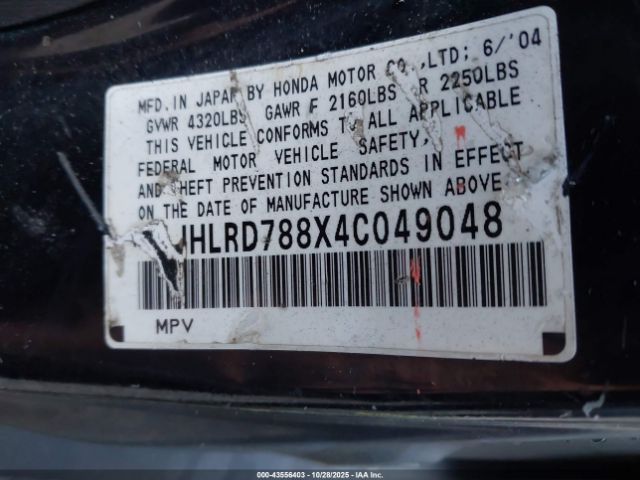 MFD. IN JAPAN BY HONDA MOTOR CO.,LTD: 6/'04
GVWR 4320LBS GAWR F 2160LBS R 2250LBS
THIS VEHICLE CONFORMS TO ALL APPLICABLE
FEDERAL MOTOR VEHICLE SAFETY,
AND THEFT PREVENTION STANDARDS IN EFFECT
ON THE DATE OF MANUFACTURE SHOWN ABOVE.
JHLRD788X4C049048
MPV
000-43556403 | 10/28/2025 | IAA Inc.